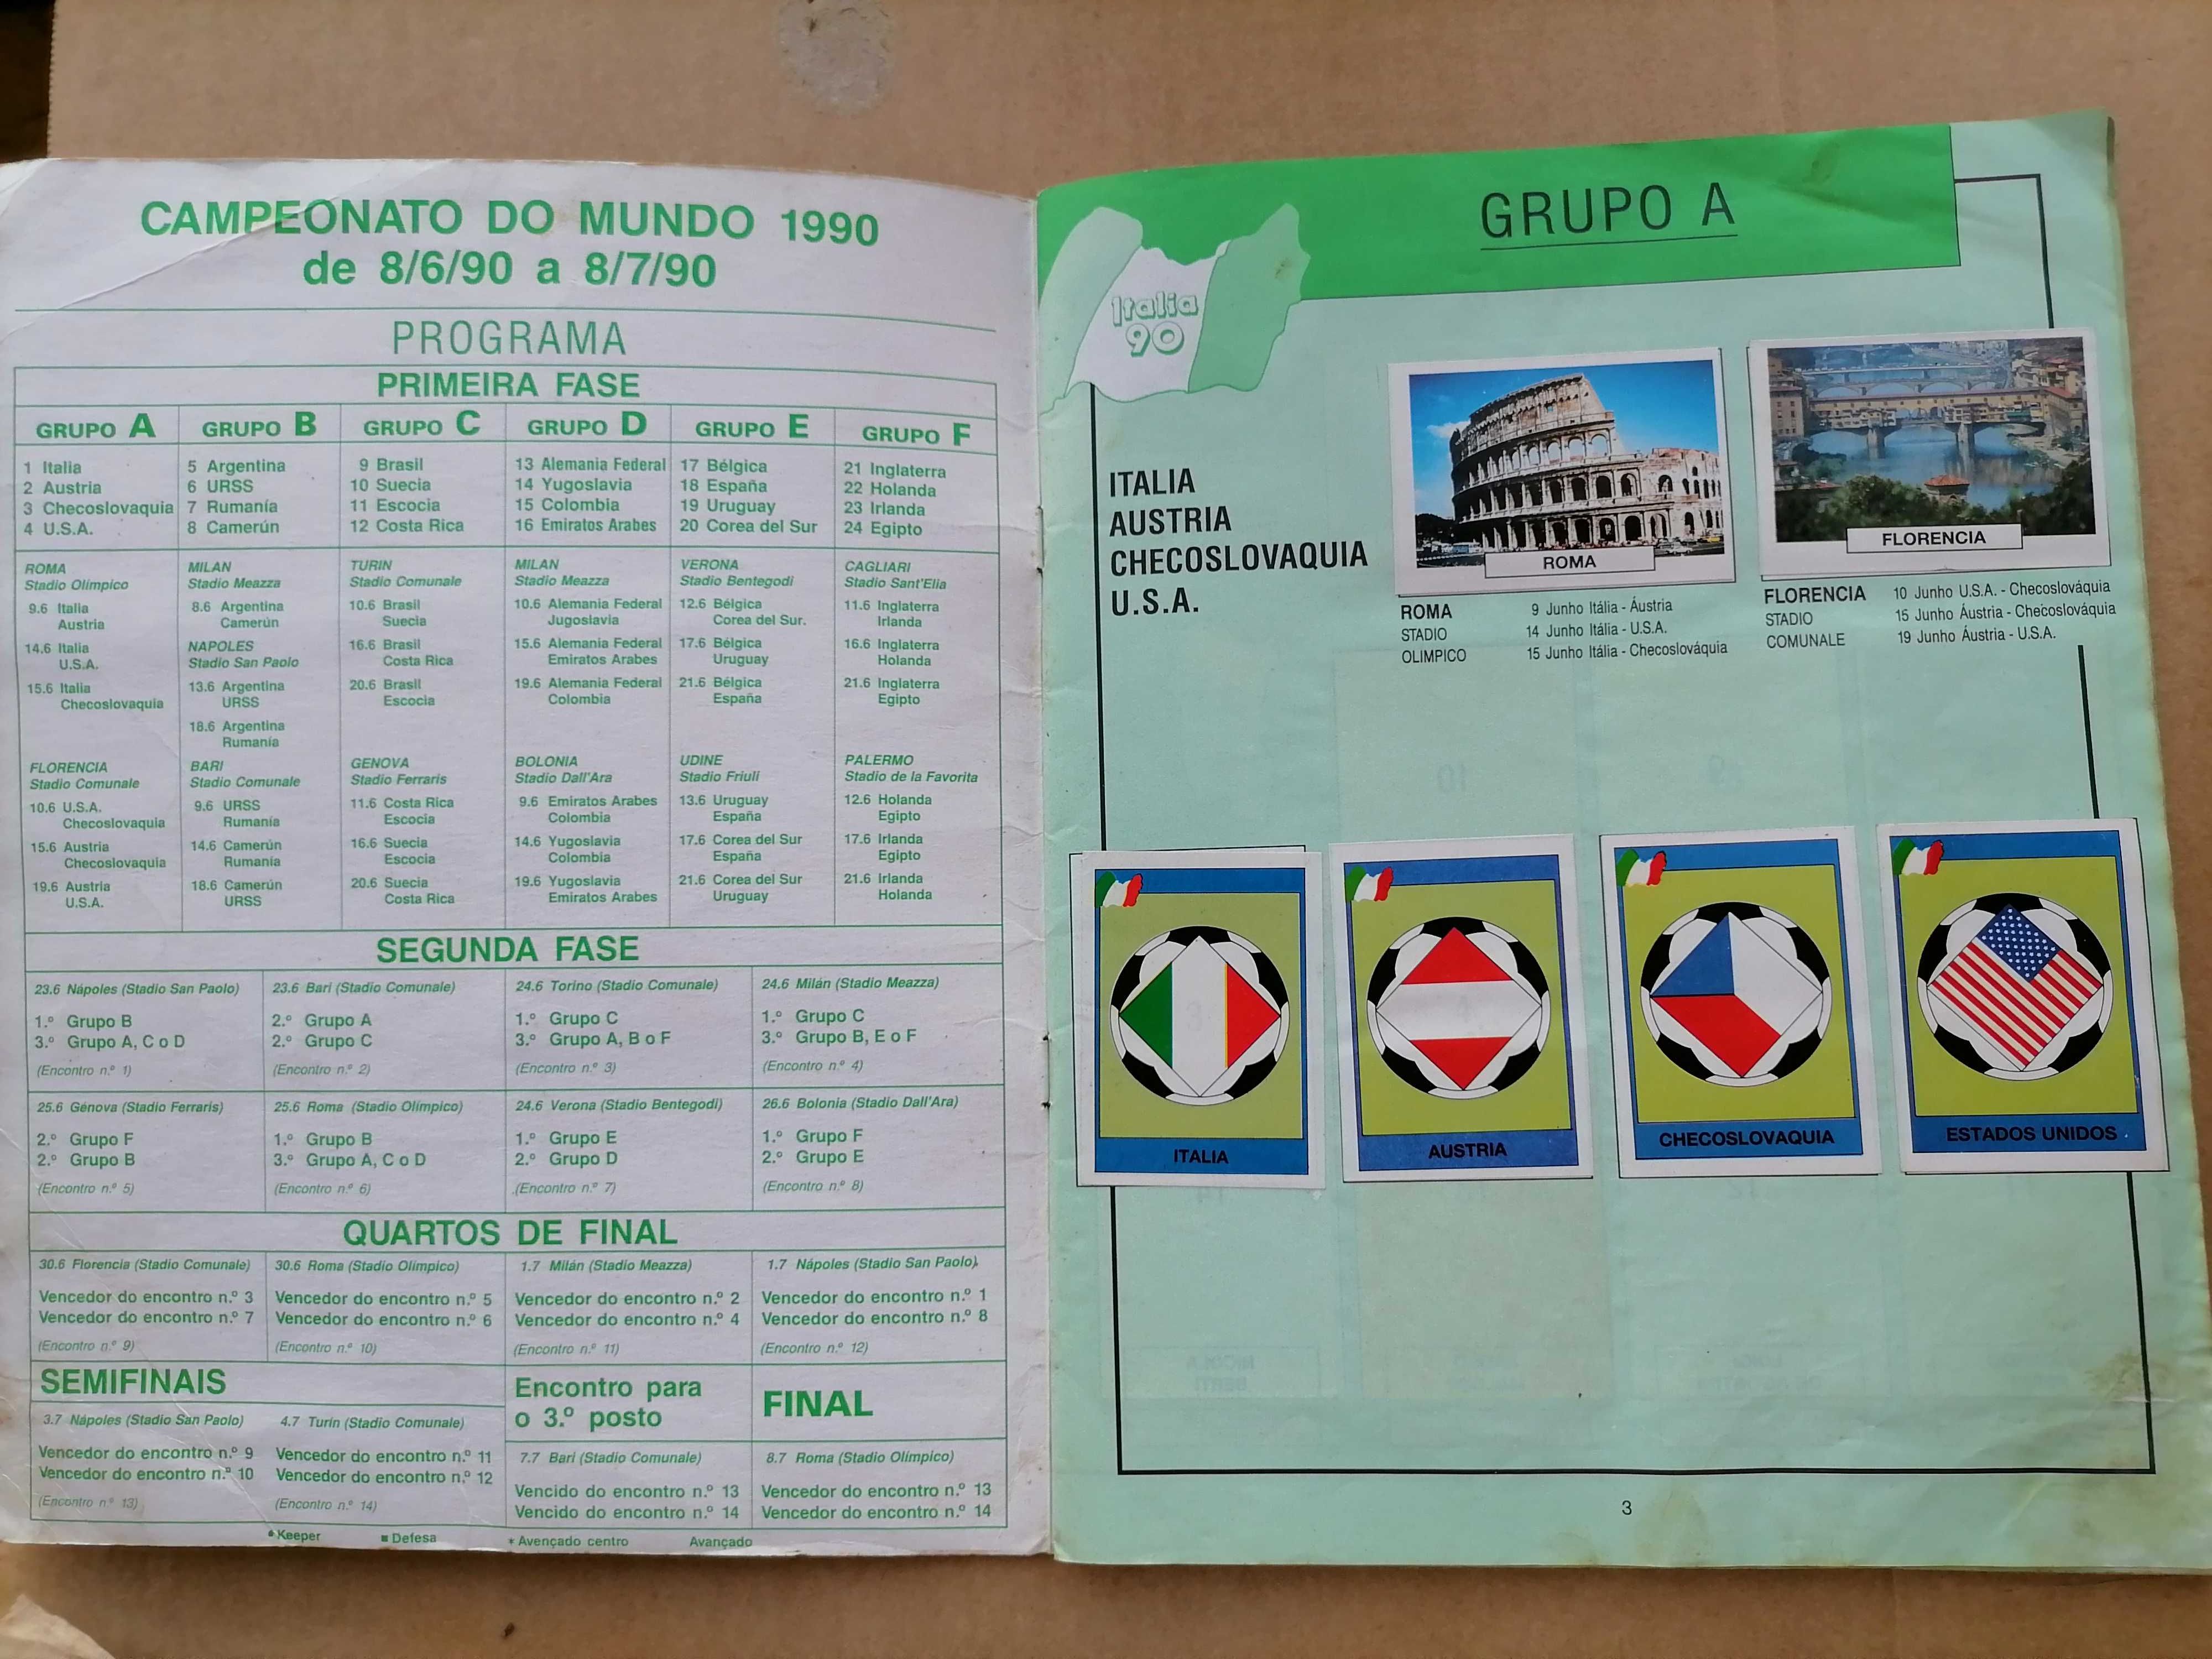 CAMPEONATO DO MUNDO 1990
de 8/6/90 a 8/7/90
PROGRAMA
PRIMEIRA FASE
GRUPO A
1 Italia
2 Austria
3 Checoslovaquia
4 U.S.A.
ROMA
Stadio Olímpico
9.6 Italia
Austria
14.6 Italia
U.S.A.
15.6 Italia
Checoslovaquia
FLORENCIA
Stadio Comunale
10.6 U.S.A.
Checoslovaquia
15.6 Austria
Checoslovaquia
19.6 Austria
U.S.A.
GRUPO B
5 Argentina
6 URSS
7 Rumanía
8 Camerún
MILAN
Stadio Meazza
8.6 Argentina
Camerún
NAPOLES
Stadio San Paolo
13.6 Argentina
URSS
18.6 Argentina
Rumanía
BARI
Stadio Comunale
9.6 URSS
Rumanía
14.6 Camerún
Rumanía
18.6 Camerún
URSS
GRUPO C
9 Brasil
10 Suecia
11 Escocia
12 Costa Rica
TURIN
Stadio Comunale
10.6 Brasil
Suecia
16.6 Brasil
Costa Rica
20.6 Brasil
Escocia
GENOVA
Stadio Ferraris
11.6 Costa Rica
Escocia
16.6 Suecia
Escocia
20.6 Suecia
Costa Rica
GRUPO D
13 Alemania Federal
14 Yugoslavia
15 Colombia
16 Emiratos Arabes
MILAN
Stadio Meazza
10.6 Alemania Federal
Jugoslavia
15.6 Alemania Federal
Emiratos Arabes
19.6 Alemania Federal
Colombia
BOLONIA
Stadio Dall'Ara
9.6 Emiratos Arabes
Colombia
14.6 Yugoslavia
Colombia
19.6 Yugoslavia
Emiratos Arabes
GRUPO E
17 Bélgica
18 España
19 Uruguay
20 Corea del Sur
VERONA
Stadio Bentegodi
12.6 Bélgica
Corea del Sur.
17.6 Bélgica
Uruguay
21.6 Bélgica
España
UDINE
Stadio Friuli
13.6 Uruguay
España
17.6 Corea del Sur
España
21.6 Corea del Sur
Uruguay
GRUPO F
21 Inglaterra
22 Holanda
23 Irlanda
24 Egipto
CAGLIARI
Stadio Sant'Elia
11.6 Inglaterra
Irlanda
16.6 Inglaterra
Holanda
21.6 Inglaterra
Egipto
PALERMO
Stadio de la Favorita
12.6 Holanda
Egipto
17.6 Irlanda
Egipto
21.6 Irlanda
Holanda
SEGUNDA FASE
23.6 Nápoles (Stadio San Paolo)
1.º Grupo B
3.º Grupo A, C o D
(Encontro n.º 1)
23.6 Bari (Stadio Comunale)
2.º Grupo A
2.º Grupo C
(Encontro n.º 2)
24.6 Torino (Stadio Comunale)
1.º Grupo C
3.º Grupo A, B o F
(Encontro n.º 3)
24.6 Milán (Stadio Meazza)
1.º Grupo C
3.º Grupo B, E o F
(Encontro n.º 4)
25.6 Génova (Stadio Ferraris)
2.º Grupo F
2.º Grupo B
(Encontro n.º 5)
25.6 Roma (Stadio Olímpico)
1.º Grupo B
3.º Grupo A, C o D
(Encontro n.º 6)
24.6 Verona (Stadio Bentegodi)
1.º Grupo E
2.º Grupo D
(Encontro n.º 7)
26.6 Bolonia (Stadio Dall'Ara)
1.º Grupo F
2.º Grupo E
(Encontro n.º 8)
QUARTOS DE FINAL
30.6 Florencia (Stadio Comunale)
Vencedor do encontro n.º 3
Vencedor do encontro n.º 7
(Encontro n.º 9)
30.6 Roma (Stadio Olímpico)
Vencedor do encontro n.º 5
Vencedor do encontro n.º 6
(Encontro n.º 10)
1.7 Milán (Stadio Meazza)
Vencedor do encontro n.º 2
Vencedor do encontro n.º 4
(Encontro n.º 11)
1.7 Nápoles (Stadio San Paolo)
Vencedor do encontro n.º 1
Vencedor do encontro n.º 8
(Encontro n.º 12)
SEMIFINAIS
3.7 Nápoles (Stadio San Paolo)
Vencedor do encontro n.º 9
Vencedor do encontro n.º 10
(Encontro n.º 13)
4.7 Turín (Stadio Comunale)
Vencedor do encontro n.º 11
Vencedor do encontro n.º 12
(Encontro n.º 14)
Encontro para
o 3.º posto
7.7 Bari (Stadio Comunale)
Vencido do encontro n.º 13
Vencido do encontro n.º 14
FINAL
8.7 Roma (Stadio Olímpico)
Vencedor do encontro n.º 13
Vencedor do encontro n.º 14
• Keeper ■ Defesa * Avençado centro Avançado
GRUPO A
Italia
90
ITALIA
AUSTRIA
CHECOSLOVAQUIA
U.S.A.
ROMA
ROMA
STADIO
OLIMPICO
9 Junho Itália - Áustria
14 Junho Itália - U.S.A.
15 Junho Itália - Checoslováquia
FLORENCIA
FLORENCIA
STADIO
COMUNALE
10 Junho U.S.A. - Checoslováquia
15 Junho Áustria - Checoslováquia
19 Junho Áustria - U.S.A.
ITALIA
AUSTRIA
CHECOSLOVAQUIA
ESTADOS UNIDOS
3